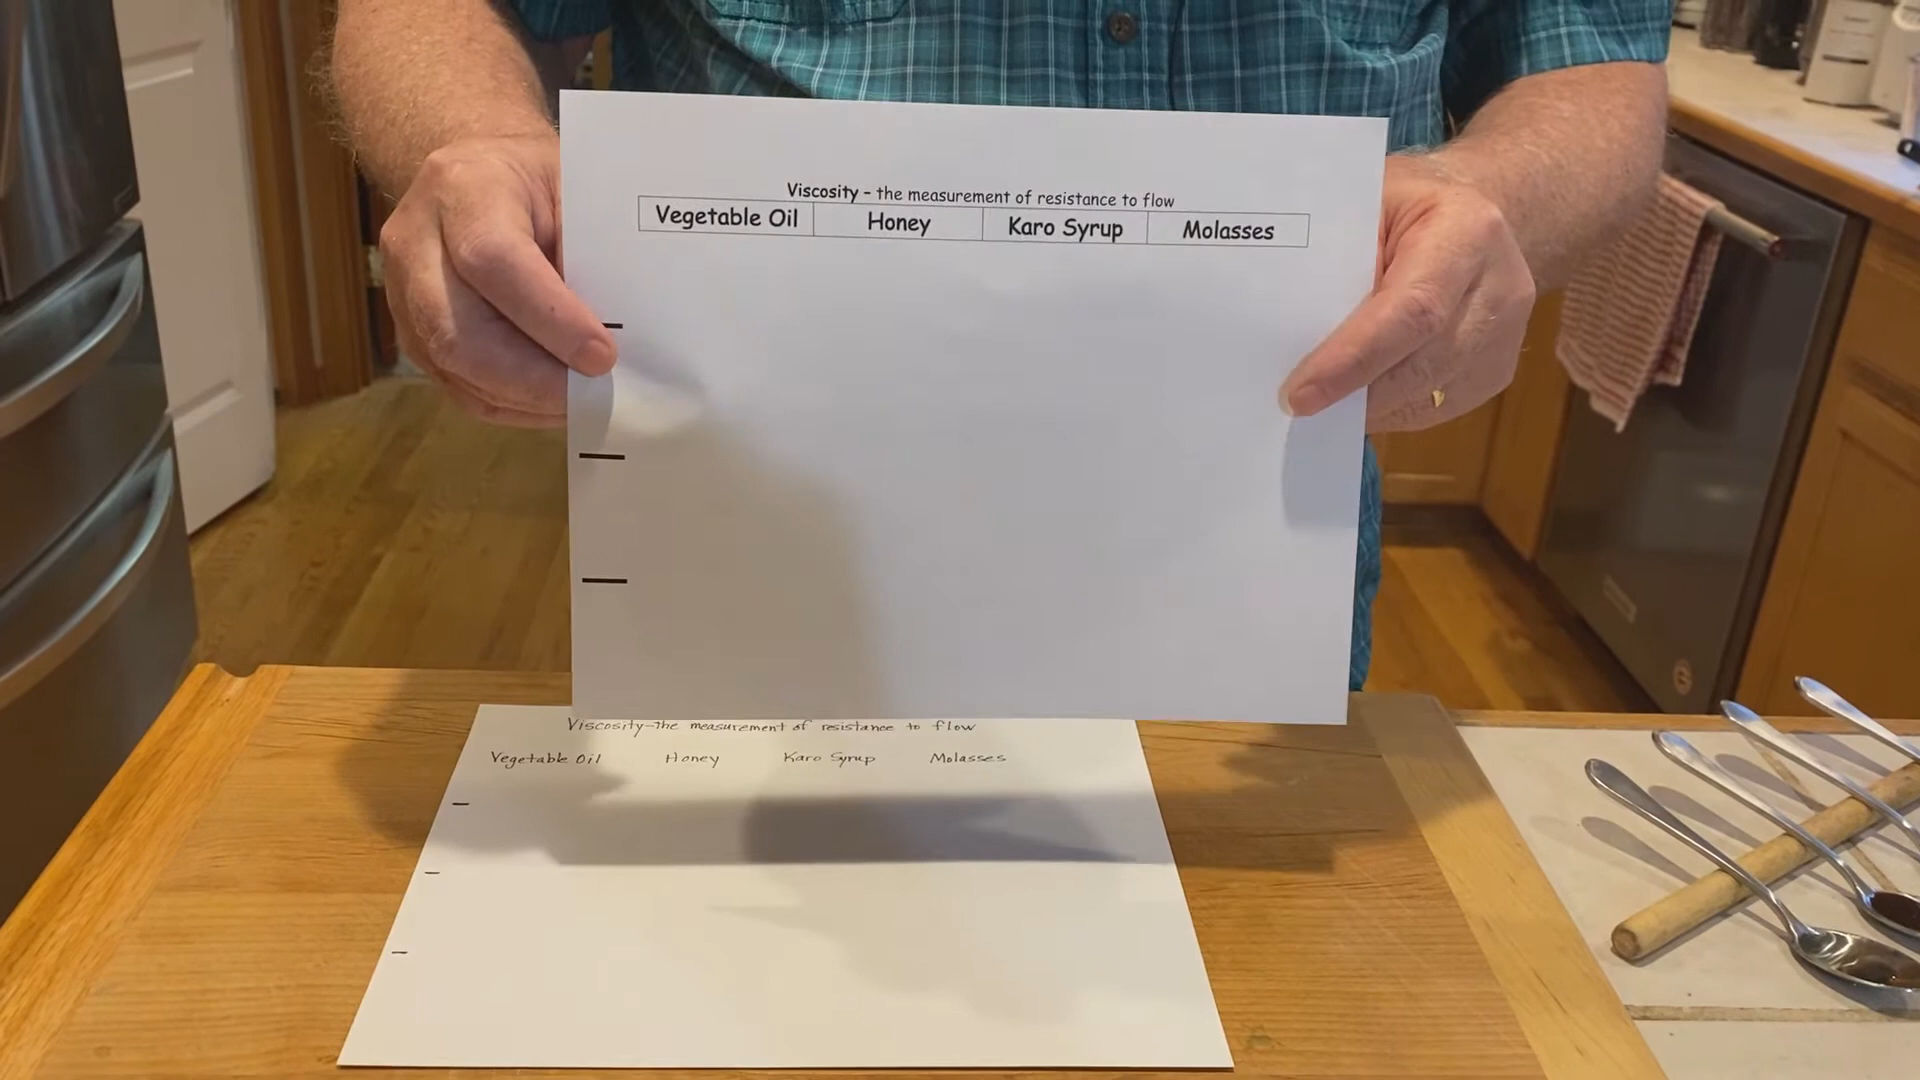 Viscosity – the measurement of resistance to flow
Vegetable Oil Honey Karo Syrup Molasses
Viscosity-The measurement of resistance to flow
Vegetable Oil Honey Karo Syrup Molasses